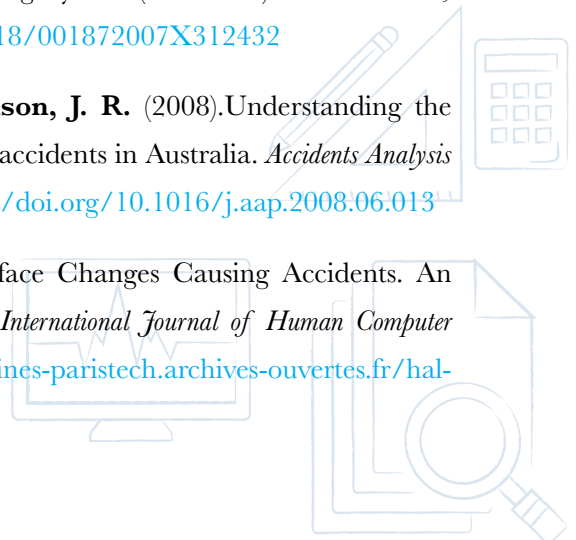 18/001872007X312432
son, J. R. (2008).Understanding the
accidents in Australia. Accidents Analysis
/doi.org/10.1016/j.aap.2008.06.013
face Changes Causing Accidents. An
International Journal of Human Computer
ines-paristech.archives-ouvertes.fr/hal-